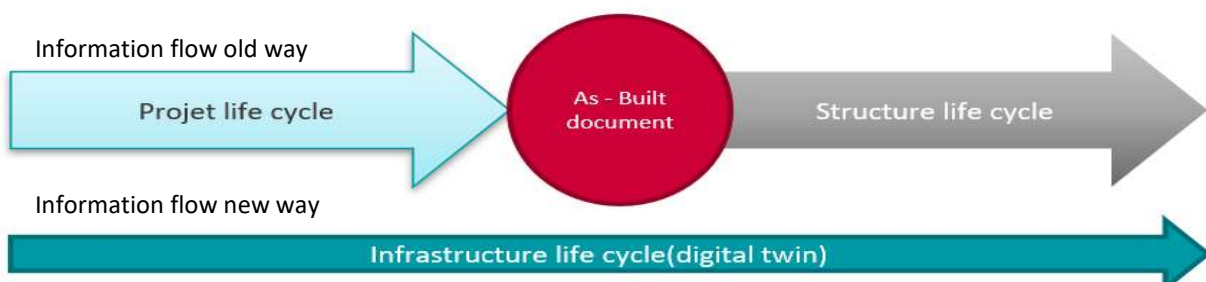 Information flow old way
Projet life cycle
As - Built
document
Structure life cycle
Information flow new way
Infrastructure life cycle(digital twin)